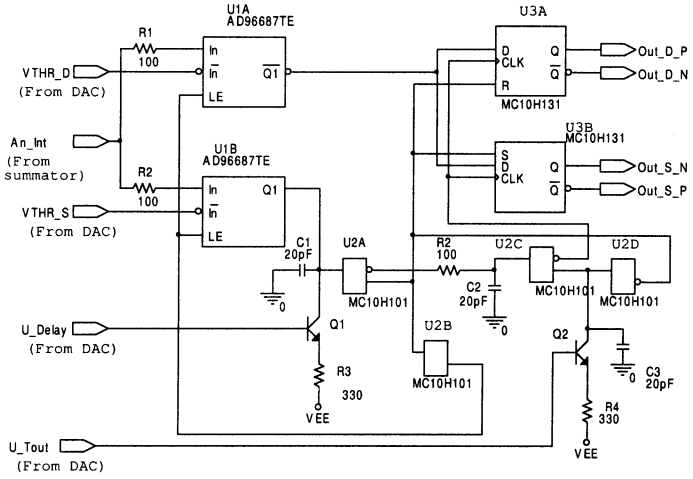 U1A
AD96687TE
R1
100
In
In
LE
Q1
VTHR_D
(From DAC)
An_Int
(From
summator)
U1B
AD96687TE
R2
100
In
In
LE
Q1
VTHR_S
(From DAC)
U3A
D
CLK
R
Q
Q
MC10H131
Out_D_P
Out_D_N
U3B
MC10H131
S
D
CLK
Q
Q
Out_S_N
Out_S_P
C1
20pF
0
U2A
MC10H101
R2
100
C2
20pF
0
U2C
MC10H101
U2D
MC10H101
U_Delay
(From DAC)
Q1
R3
330
VEE
U2B
MC10H101
Q2
C3
20pF
0
R4
330
VEE
U_Tout
(From DAC)